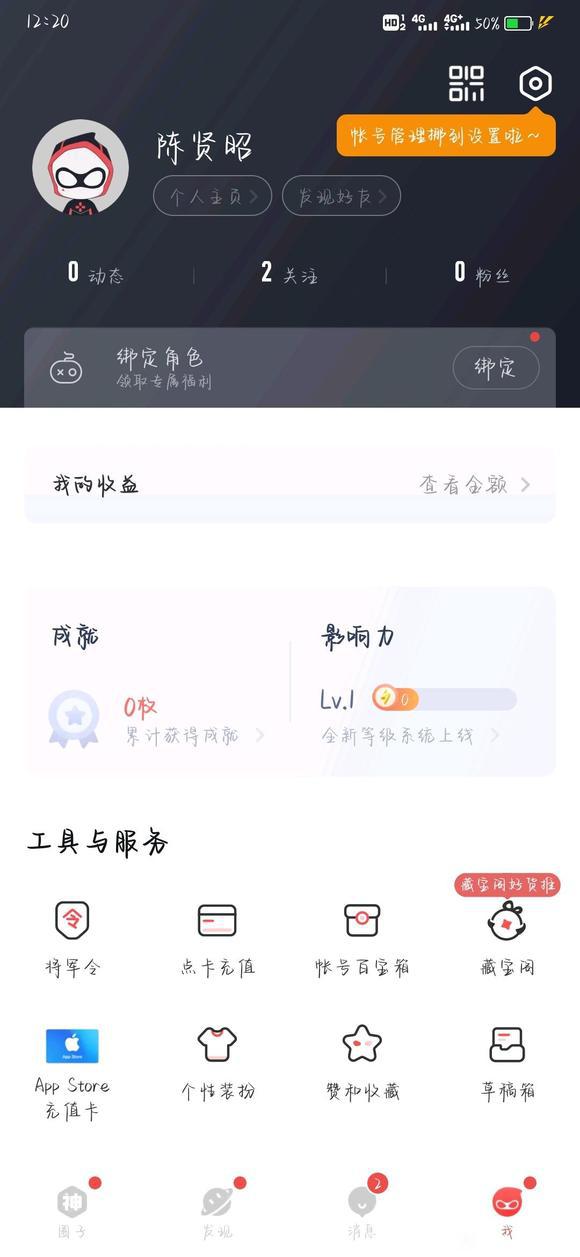 12:20
HD 1 2 4G 4G+ 50%
帐号管理挪到设置啦~
陈贤昭
个人主页
发现好友
0 动态
2 关注
0 粉丝
绑定角色
领取专属福利
绑定
我的收益
查看金额
成就
影响力
0枚
Lv.1 0
累计获得成就
全新等级系统上线
工具与服务
藏宝阁好货推
令
将军令
点卡充值
帐号百宝箱
藏宝阁
App Store
App Store
充值卡
个性装扮
赞和收藏
草稿箱
神
2
圈子
发现
消息
我